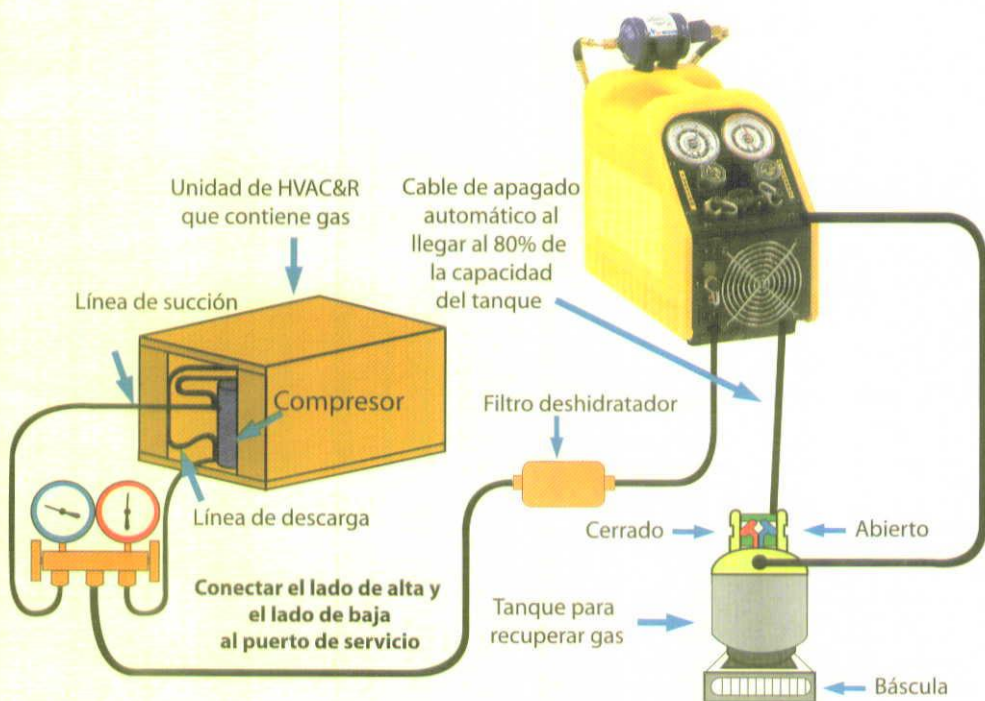 Unidad de HVAC&R
que contiene gas
Cable de apagado
automático al
llegar al 80% de
la capacidad
del tanque
Línea de succión
Compresor
Filtro deshidratador
Línea de descarga
Cerrado
Abierto
Conectar el lado de alta y
el lado de baja
al puerto de servicio
Tanque para
recuperar gas
Báscula